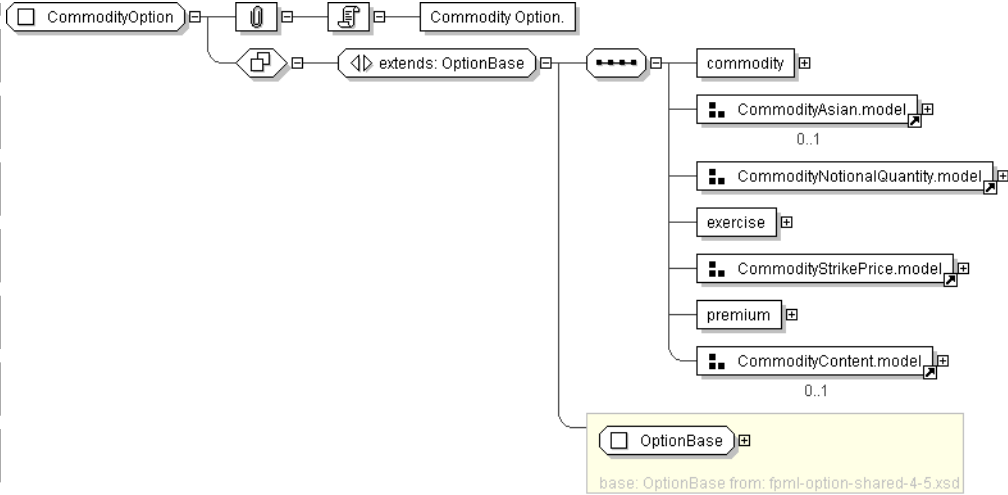 CommodityOption
Commodity Option.
extends: OptionBase
commodity
CommodityAsian.model
0..1
CommodityNotionalQuantity.model
exercise
CommodityStrikePrice.model
premium
CommodityContent.model
0..1
OptionBase
base: OptionBase from: fpml-option-shared-4-5.xsd